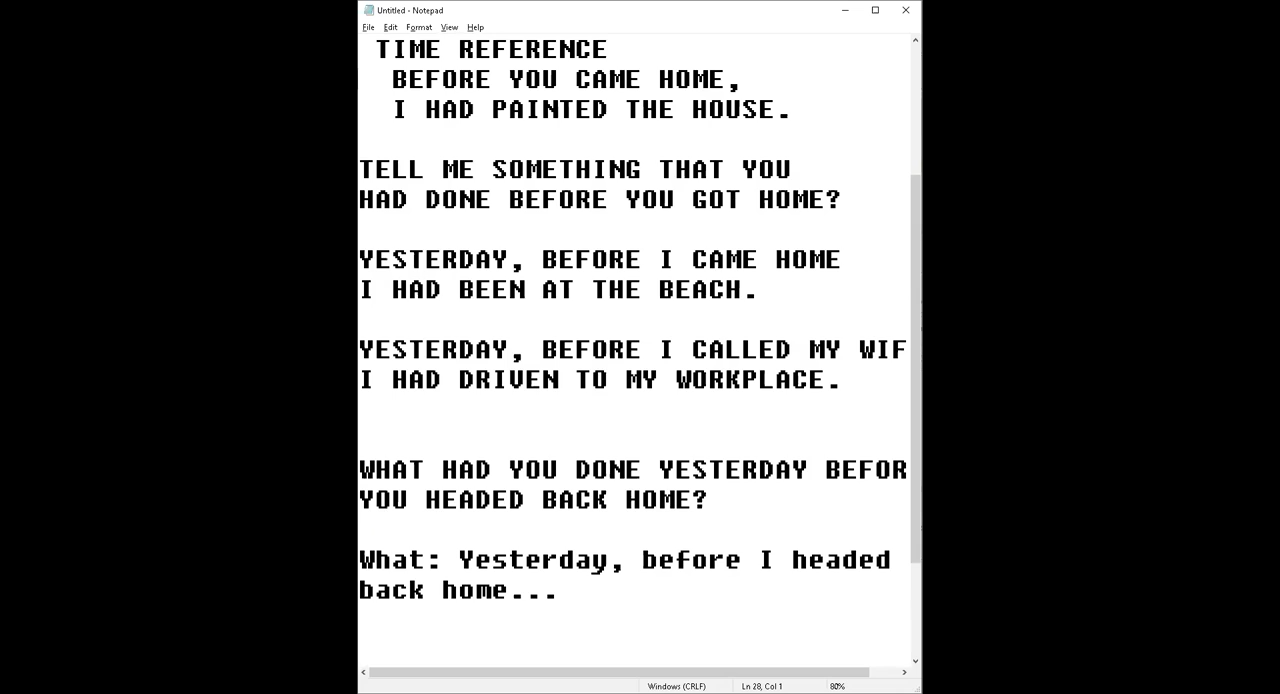 Untitled - Notepad
File Edit Format View Help
TIME REFERENCE
BEFORE YOU CAME HOME,
I HAD PAINTED THE HOUSE.
TELL ME SOMETHING THAT YOU
HAD DONE BEFORE YOU GOT HOME?
YESTERDAY, BEFORE I CAME HOME
I HAD BEEN AT THE BEACH.
YESTERDAY, BEFORE I CALLED MY WIF
I HAD DRIVEN TO MY WORKPLACE.
WHAT HAD YOU DONE YESTERDAY BEFOR
YOU HEADED BACK HOME?
What: Yesterday, before I headed
back home...
Windows (CRLF) Ln 28, Col 1 80%